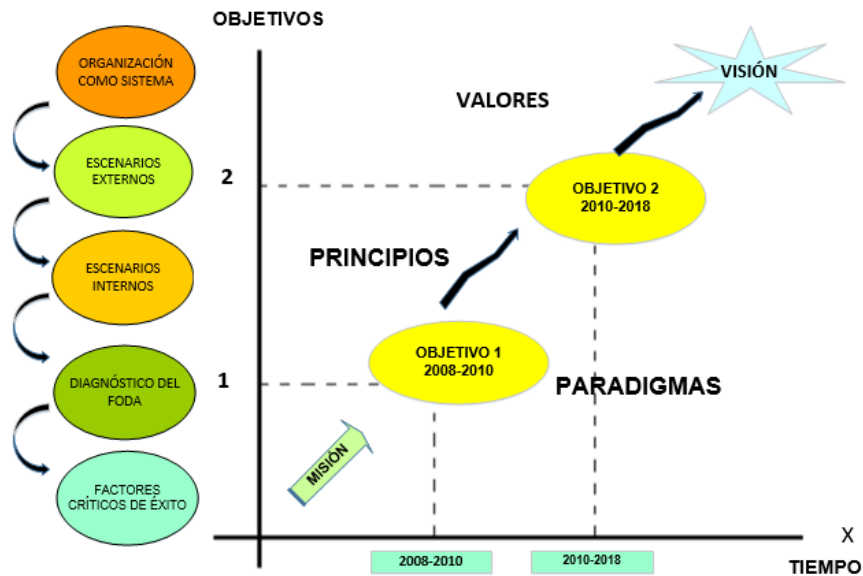 OBJETIVOS
ORGANIZACIÓN
COMO SISTEMA
ESCENARIOS
EXTERNOS
ESCENARIOS
INTERNOS
DIAGNÓSTICO DEL
FODA
FACTORES
CRÍTICOS DE ÉXITO
VISIÓN
VALORES
2
OBJETIVO 2
2010-2018
PRINCIPIOS
OBJETIVO 1
2008-2010
1
PARADIGMAS
MISIÓN
X
2008-2010
2010-2018
TIEMPO